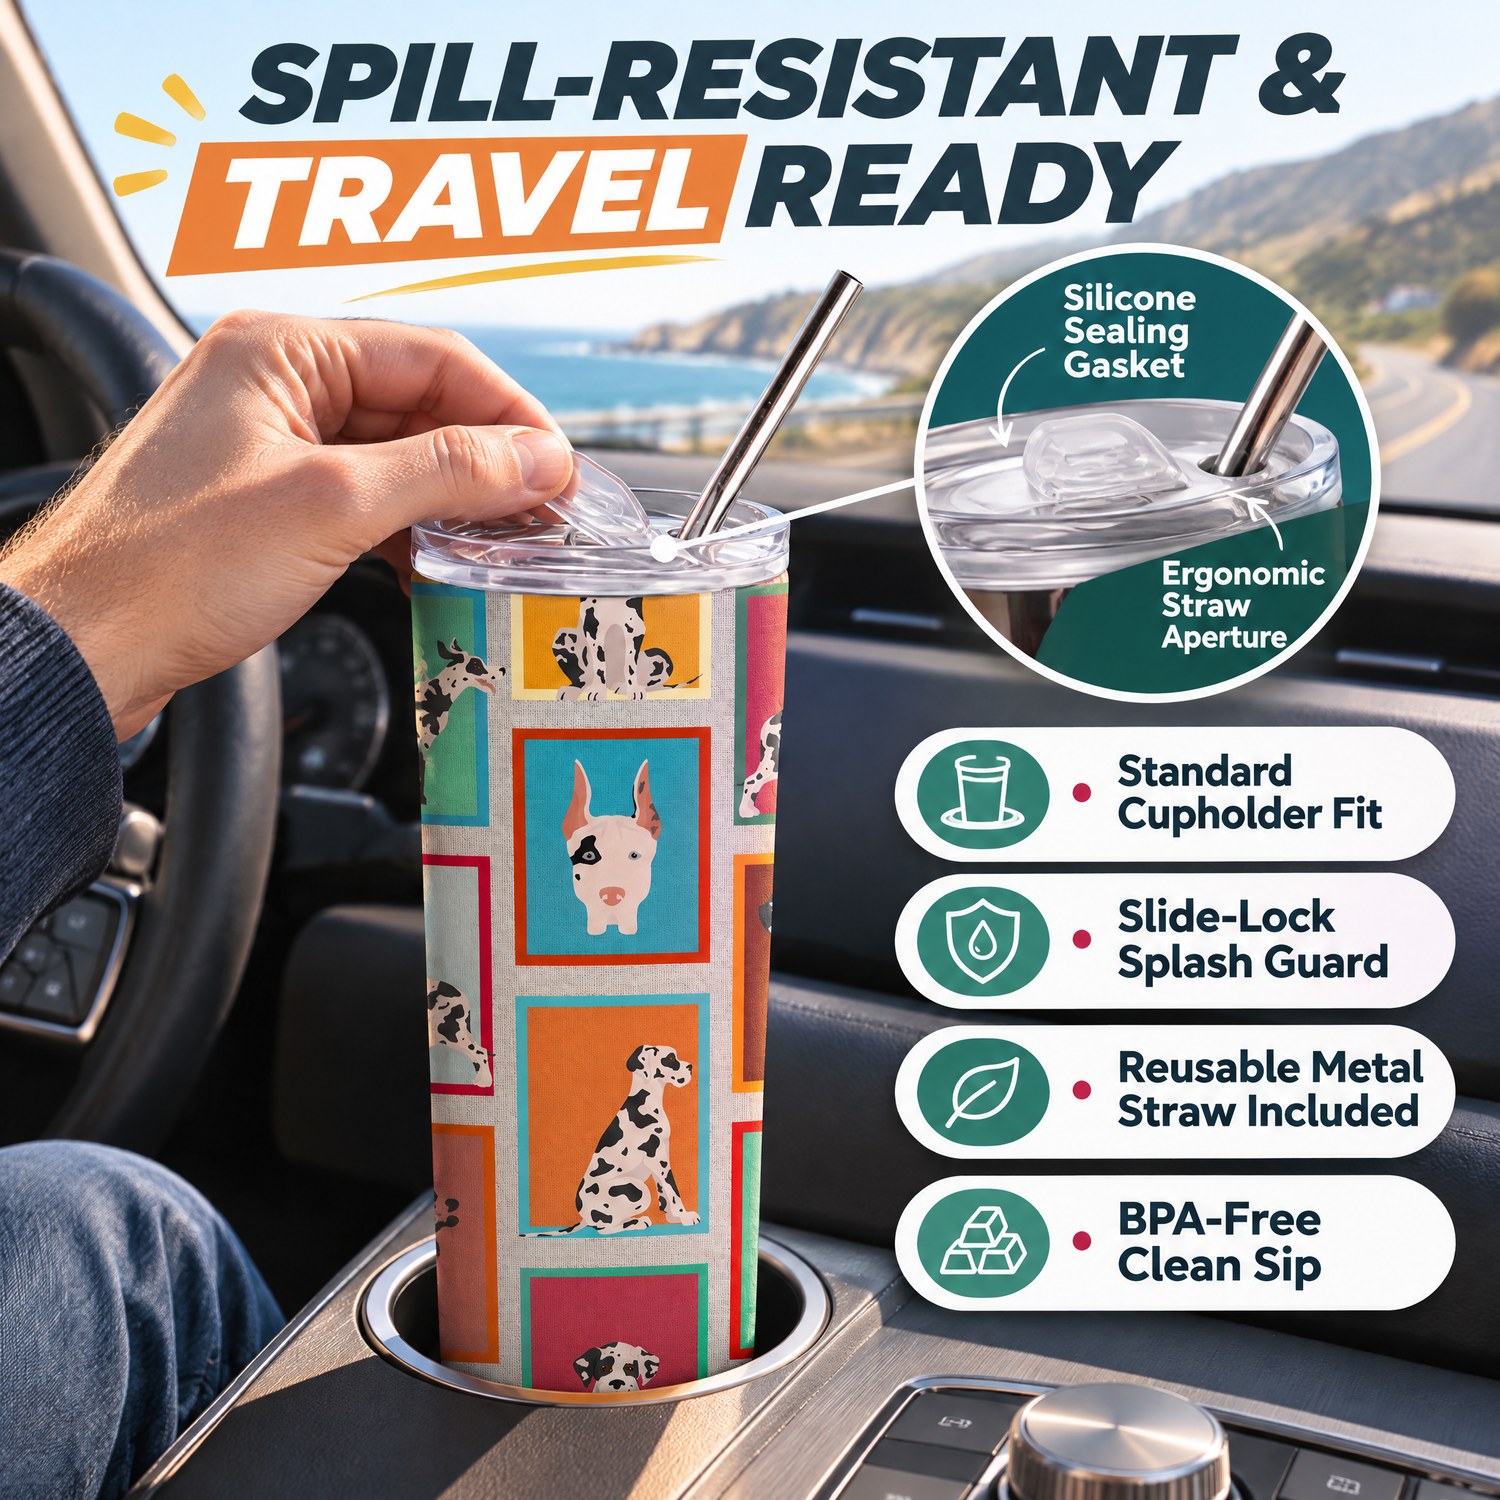 SPILL-RESISTANT &
TRAVEL READY
Silicone
Sealing
Gasket
Ergonomic
Straw
Aperture
Standard
Cupholder Fit
Slide-Lock
Splash Guard
Reusable Metal
Straw Included
BPA-Free
Clean Sip